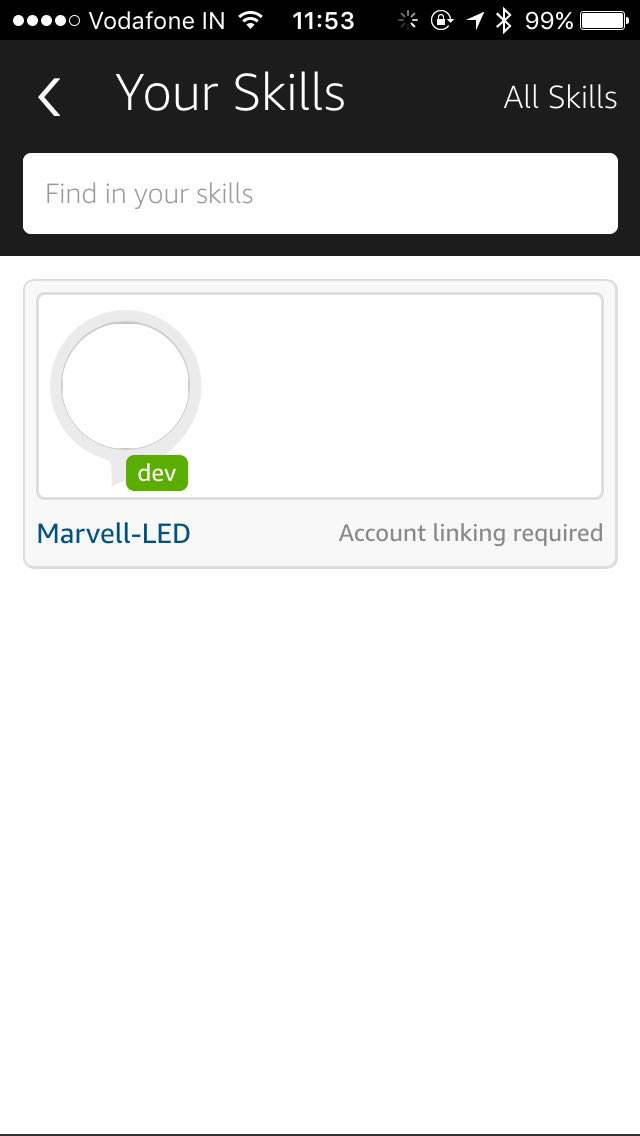 Vodafone IN 11:53 99%
Your Skills All Skills
Find in your skills
dev
Marvell-LED Account linking required